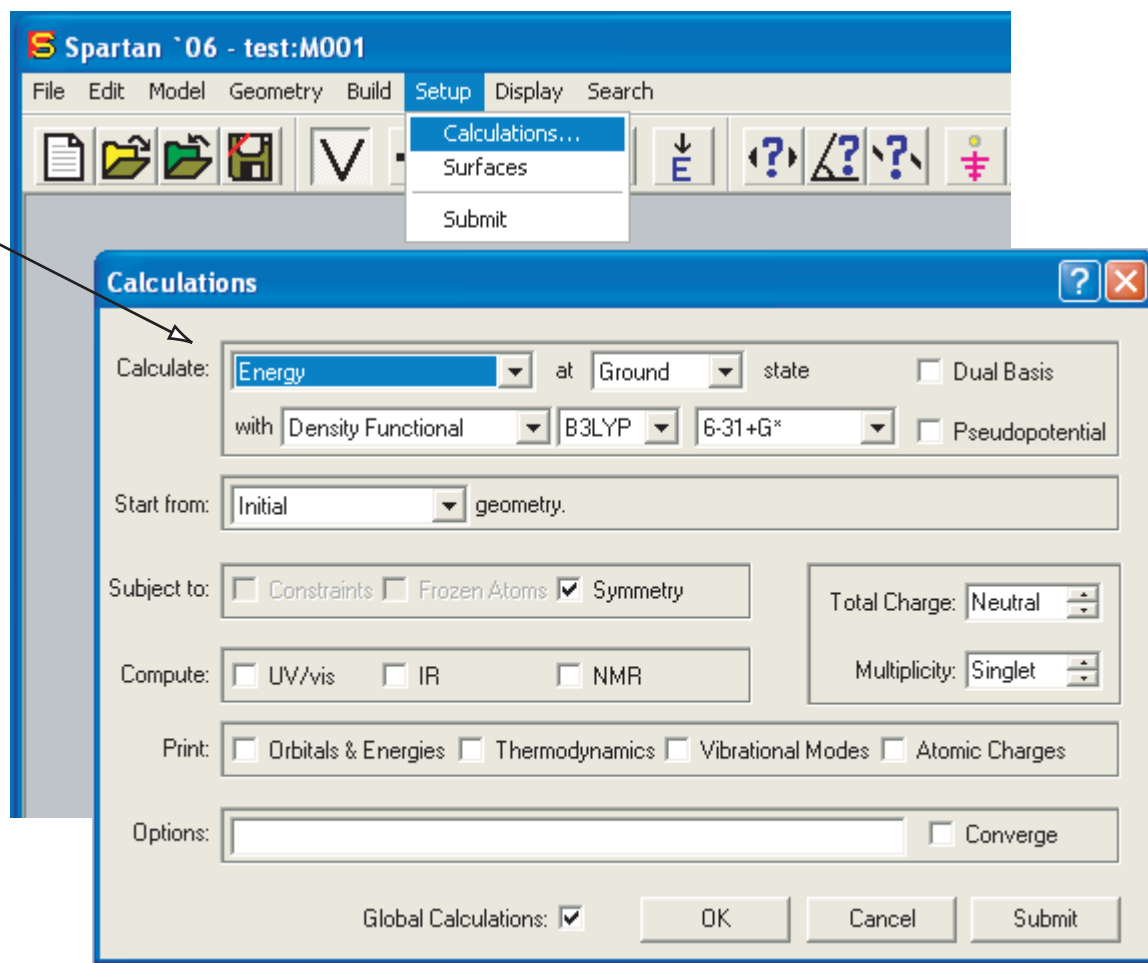 Spartan `06 - test:M001
File Edit Model Geometry Build Setup Display Search
Calculations...
Surfaces
Submit
E
Calculations
Calculate: Energy at Ground state Dual Basis
with Density Functional B3LYP 6-31+G* Pseudopotential
Start from: Initial geometry.
Subject to: Constraints Frozen Atoms Symmetry
Total Charge: Neutral
Compute: UV/vis IR NMR
Multiplicity: Singlet
Print: Orbitals & Energies Thermodynamics Vibrational Modes Atomic Charges
Options: Converge
Global Calculations: OK Cancel Submit